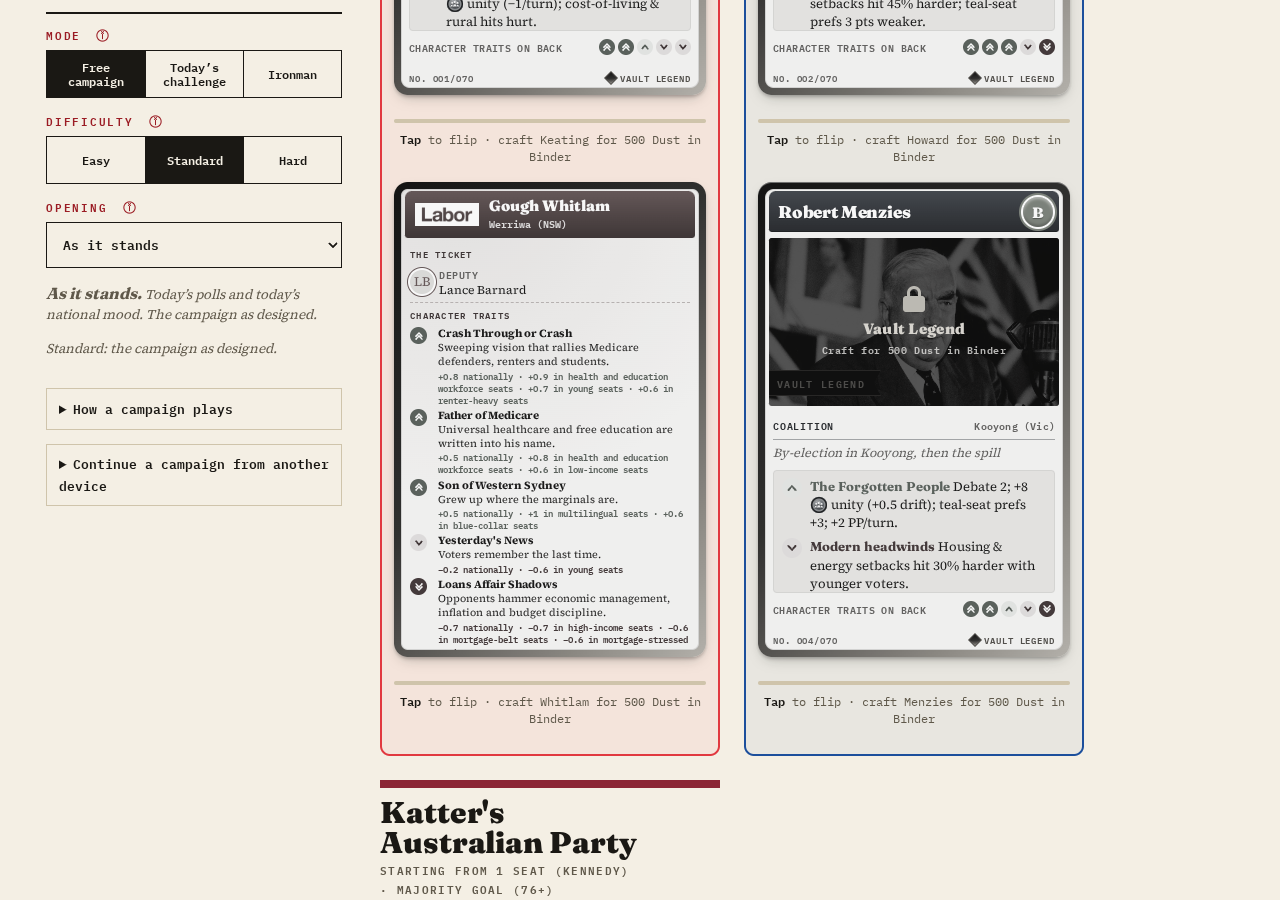 MODE
Free campaign
Today's challenge
Ironman
DIFFICULTY
Easy
Standard
Hard
OPENING
As it stands
As it stands. Today's polls and today's
national mood. The campaign as designed.
Standard: the campaign as designed.
How a campaign plays
Continue a campaign from another
device
unity (−1/turn); cost-of-living &
rural hits hurt.
CHARACTER TRAITS ON BACK
NO. 001/070
VAULT LEGEND
Tap to flip · craft Keating for 500 Dust in
Binder
Labor
Gough Whitlam
Werriwa (NSW)
THE TICKET
LB
DEPUTY
Lance Barnard
CHARACTER TRAITS
Crash Through or Crash
Sweeping vision that rallies Medicare
defenders, renters and students.
+0.8 nationally · +0.9 in health and education
workforce seats · +0.7 in young seats · +0.6 in
renter-heavy seats
Father of Medicare
Universal healthcare and free education are
written into his name.
+0.5 nationally · +0.8 in health and education
workforce seats · +0.6 in low-income seats
Son of Western Sydney
Grew up where the marginals are.
+0.5 nationally · +1 in multilingual seats · +0.6
in blue-collar seats
Yesterday's News
Voters remember the last time.
−0.2 nationally · −0.6 in young seats
Loans Affair Shadows
Opponents hammer economic management,
inflation and budget discipline.
−0.7 nationally · −0.7 in high-income seats · −0.6
in mortgage-belt seats · −0.6 in mortgage-stressed
Tap to flip · craft Whitlam for 500 Dust in
Binder
setbacks hit 45% harder; teal-seat
prefs 3 pts weaker.
CHARACTER TRAITS ON BACK
NO. 002/070
VAULT LEGEND
Tap to flip · craft Howard for 500 Dust in
Binder
Robert Menzies
B
Vault Legend
Craft for 500 Dust in Binder
VAULT LEGEND
COALITION
Kooyong (Vic)
By-election in Kooyong, then the spill
The Forgotten People Debate 2; +8
unity (+0.5 drift); teal-seat prefs
+3; +2 PP/turn.
Modern headwinds Housing &
energy setbacks hit 30% harder with
younger voters.
CHARACTER TRAITS ON BACK
NO. 004/070
VAULT LEGEND
Tap to flip · craft Menzies for 500 Dust in
Binder
Katter's
Australian Party
STARTING FROM 1 SEAT (KENNEDY)
· MAJORITY GOAL (76+)